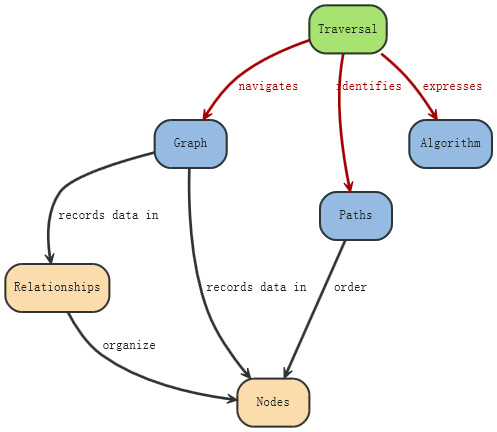 Traversal
navigates
identifies
expresses
Graph
Algorithm
Paths
records data in
Relationships
records data in
order
organize
Nodes